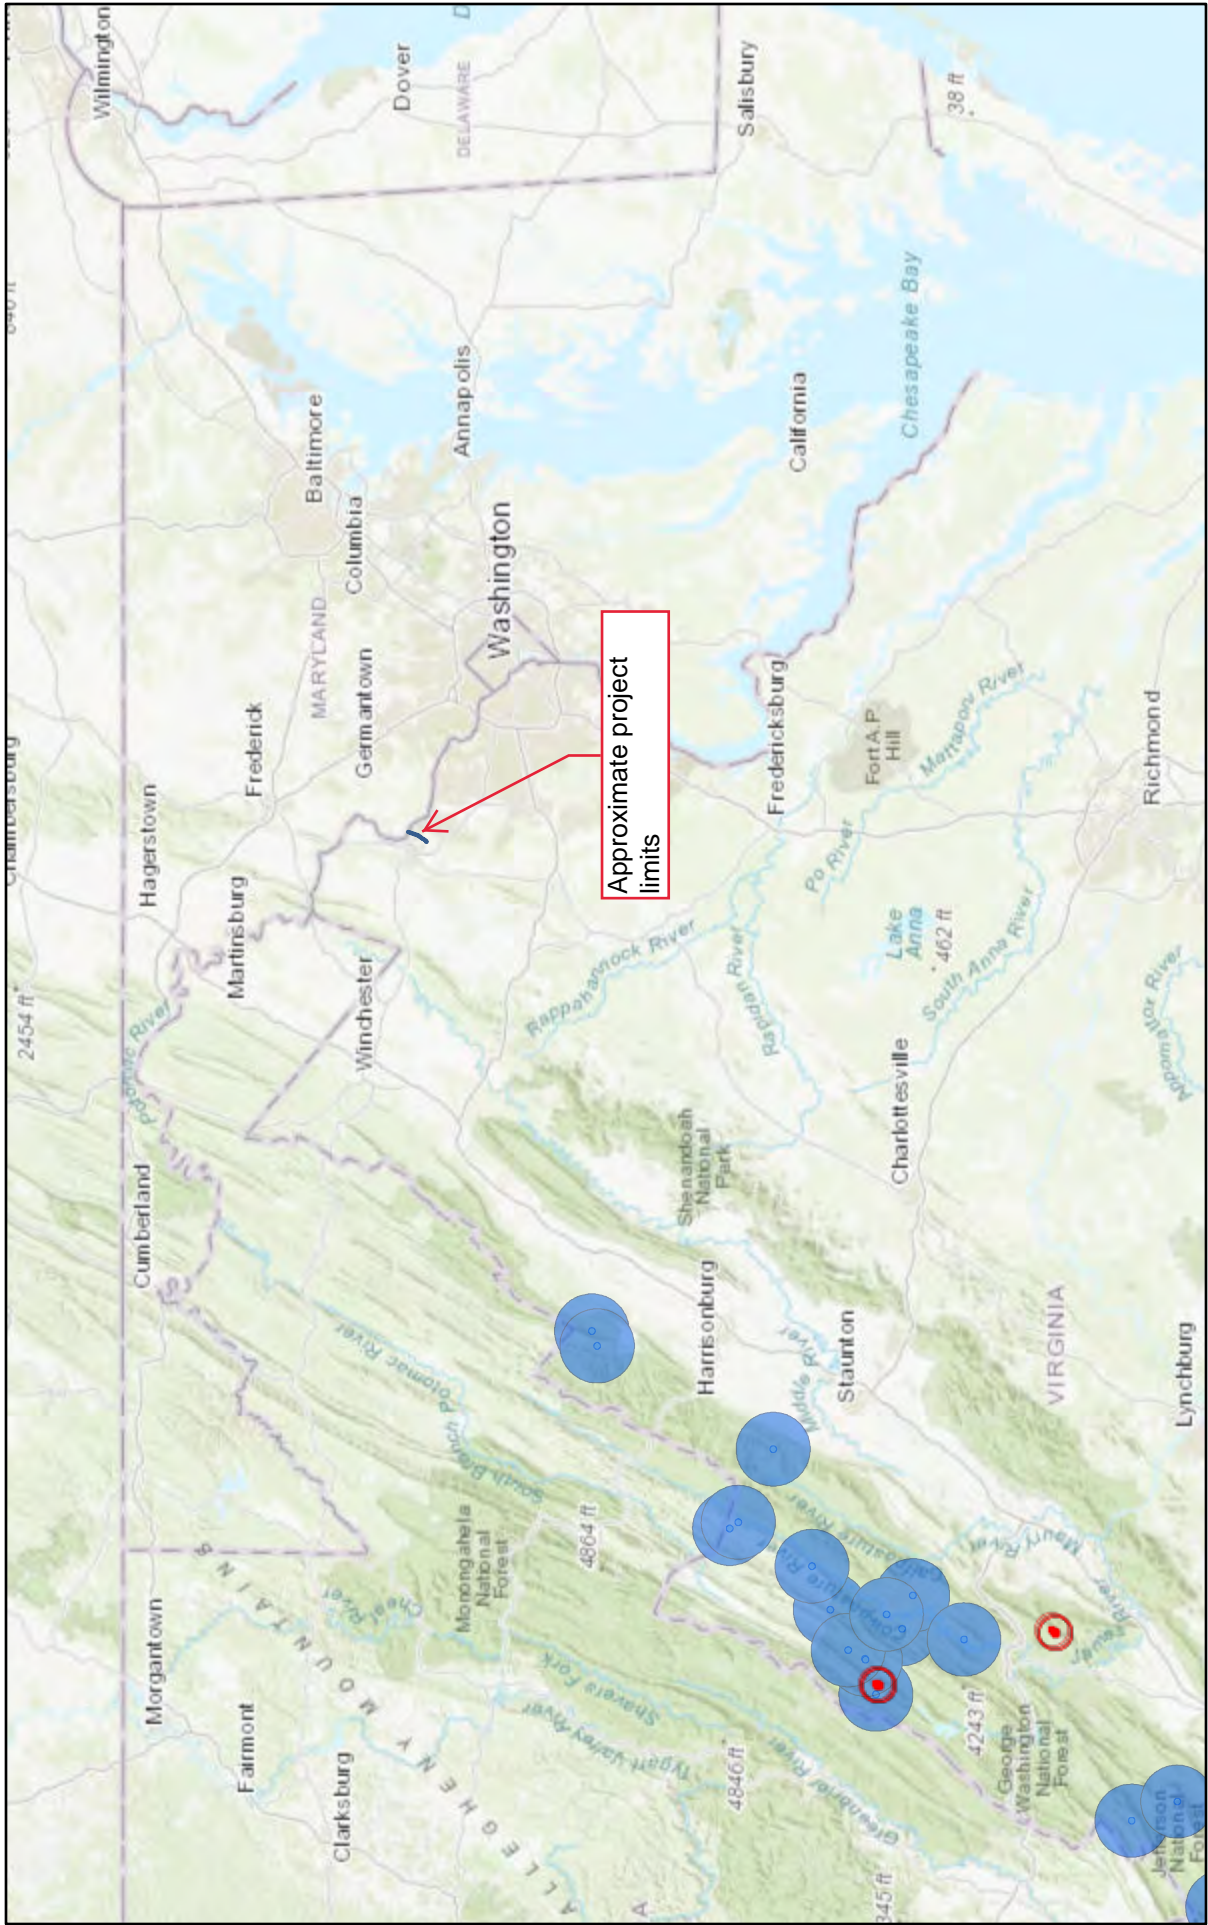 Wilmington
Dover
DELAWARE
D
Salisbury
38 ft
Chesapeake Bay
Baltimore
Annapolis
California
Columbia
Washington
MARYLAND
Germantown
Frederick
Approximate project
limits
Fredericksburg
Fort A.P.
Hill
Mattaponi River
Richmond
Po River
Chambersburg
Hagerstown
Martinsburg
Winchester
Rappahannock River
Rapidan River
Lake
Anna
462 ft
South Anna River
Appomattox River
2454 ft
Potomac River
Cumberland
Shenandoah
National
Park
Charlottesville
South Branch Potomac River
Harrisonburg
Middle River
Staunton
VIRGINIA
Lynchburg
Morgantown
Fairmont
Clarksburg
ALLEGHENY MOUNTAINS
Cheat River
Monongahela
National
Forest
4864 ft
Shavers Fork
Tygart Valley River
Greenbrier River
4846 ft
Cowpasture River
Calfpasture River
Maury River
James River
4243 ft
George
Washington
National
Forest
Jefferson
National
Forest
345 ft
A